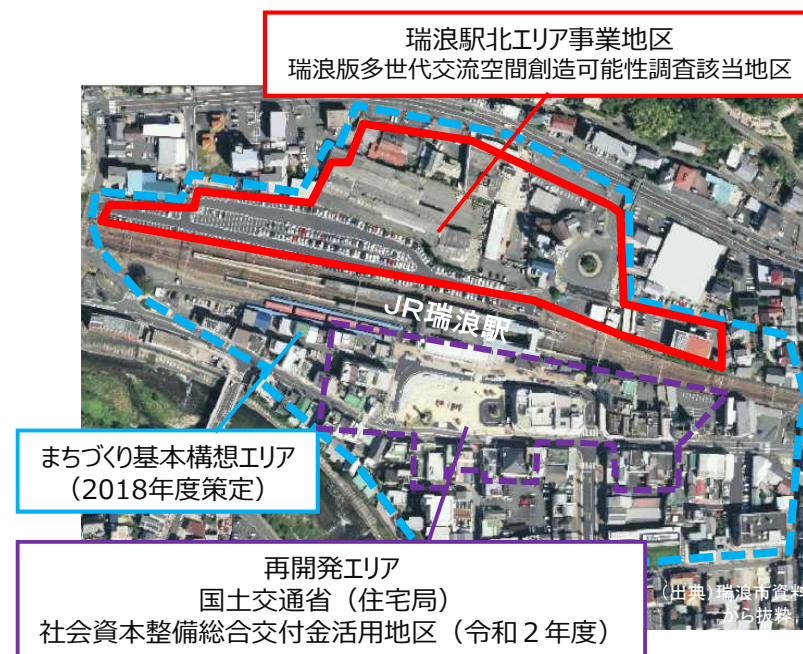 瑞浪駅北エリア事業地区
瑞浪版多世代交流空間創造可能性調査該当地区
JR瑞浪駅
まちづくり基本構想エリア
（2018年度策定）
再開発エリア
国土交通省（住宅局）
社会資本整備総合交付金活用地区（令和２年度）
（出典）瑞浪市資料
から抜粋